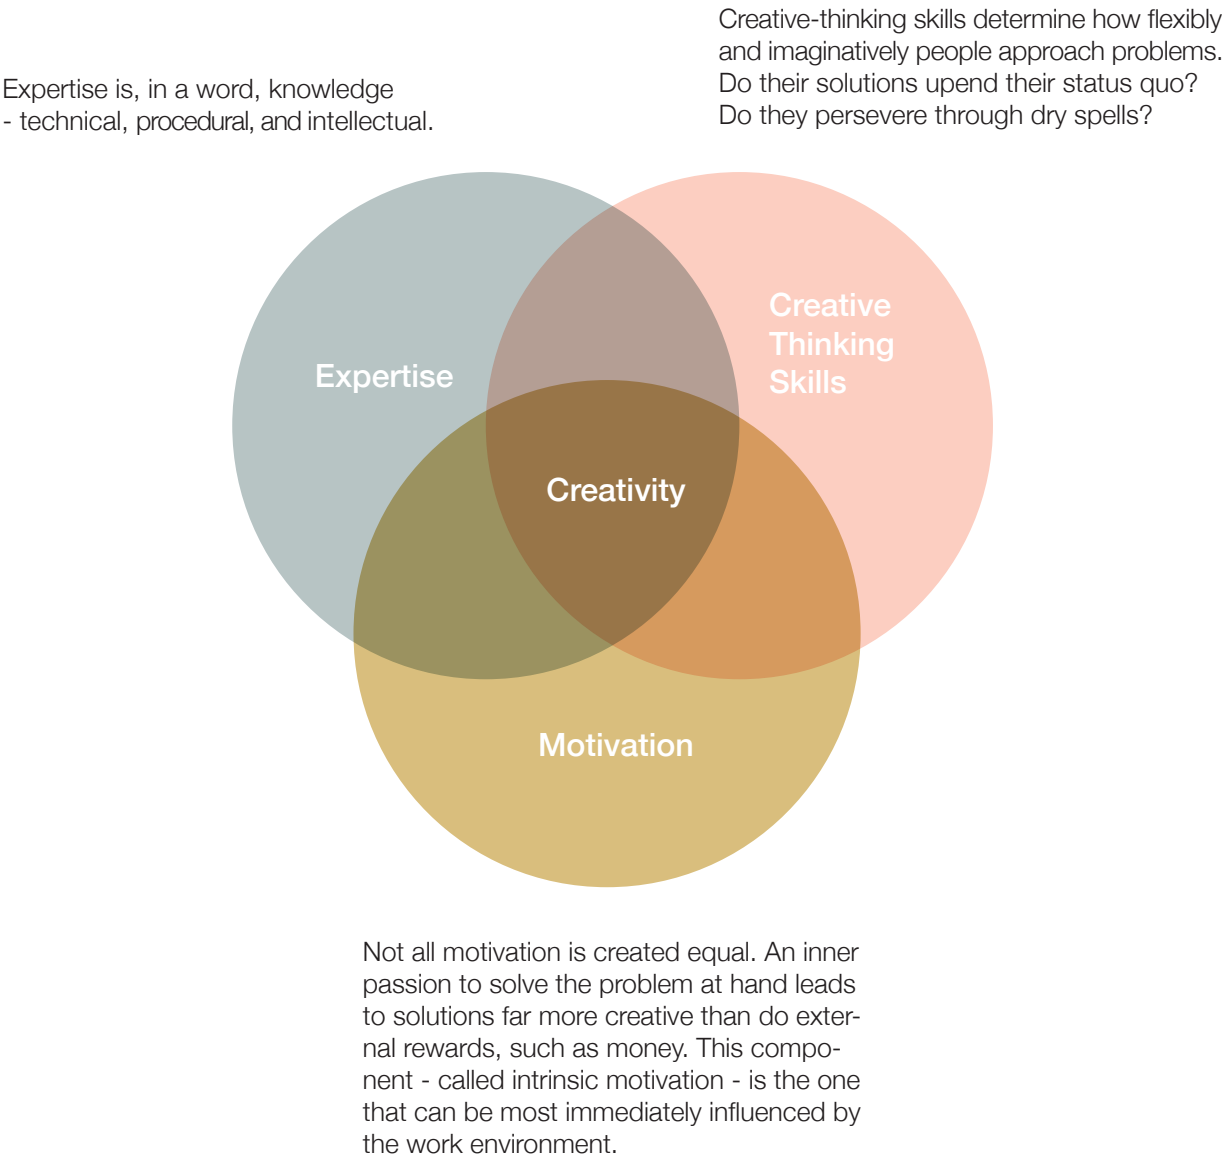 Creative-thinking skills determine how flexibly
and imaginatively people approach problems.
Do their solutions upend their status quo?
Do they persevere through dry spells?
Expertise is, in a word, knowledge
- technical, procedural, and intellectual.
Creative
Thinking
Skills
Expertise
Creativity
Motivation
Not all motivation is created equal. An inner
passion to solve the problem at hand leads
to solutions far more creative than do exter-
nal rewards, such as money. This compo-
nent - called intrinsic motivation - is the one
that can be most immediately influenced by
the work environment.